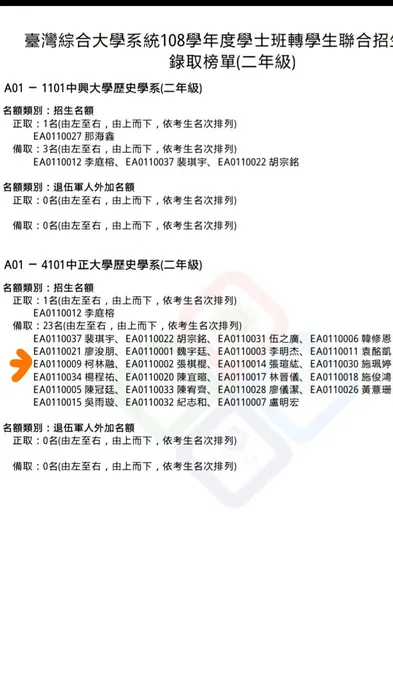 臺灣綜合大學系統108學年度學士班轉學生聯合招生
錄取榜單(二年級)
A01 － 1101中興大學歷史學系(二年級)
名額類別：招生名額
正取：1名(由左至右，由上而下，依考生名次排列)
EA0110027 那海鑫
備取：3名(由左至右，由上而下，依考生名次排列)
EA0110012 李庭榕、EA0110037 裴琪宇、EA0110022 胡宗銘
名額類別：退伍軍人外加名額
正取：0名(由左至右，由上而下，依考生名次排列)
備取：0名(由左至右，由上而下，依考生名次排列)
A01 － 4101中正大學歷史學系(二年級)
名額類別：招生名額
正取：1名(由左至右，由上而下，依考生名次排列)
EA0110012 李庭榕
備取：23名(由左至右，由上而下，依考生名次排列)
EA0110037 裴琪宇、EA0110022 胡宗銘、EA0110031 伍之廣、EA0110006 韓修恩
EA0110021 廖浚朋、EA0110001 魏宇廷、EA0110003 李明杰、EA0110011 袁酩凱
EA0110009 柯林融、EA0110002 張棋棍、EA0110014 張瑄紘、EA0110030 施珮婷
EA0110034 楊程祐、EA0110020 陳宜暄、EA0110017 林晉儀、EA0110018 施俊鴻
EA0110005 陳冠廷、EA0110033 陳宥齊、EA0110028 廖儀潔、EA0110026 黃薏珊
EA0110015 吳雨璇、EA0110032 紀志和、EA0110007 盧明宏
名額類別：退伍軍人外加名額
正取：0名(由左至右，由上而下，依考生名次排列)
備取：0名(由左至右，由上而下，依考生名次排列)